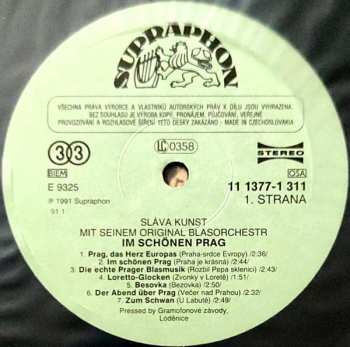 SUPRAPHON
VŠECHNA PRÁVA VÝROBCE A VLASTNÍKŮ AUTORSKÝCH PRÁV K DÍLU JSOU VYHRAZENA.
BEZ SOUHLASU JE VÝROBA KOPIÍ, PRONÁJEM, PŮJČOVÁNÍ, VEŘEJNÉ
PROVOZOVÁNÍ A ROZHLASOVÉ ŠÍŘENÍ TÉTO DESKY ZAKÁZÁNO - MADE IN CZECHOSLOVAKIA
33
LC 0358
STEREO
BIEM
OSA
E 9325
11 1377-1 311
℗ 1991 Supraphon
1. STRANA
91 1
SLÁVA KUNST
MIT SEINEM ORIGINAL BLASORCHESTR
IM SCHÖNEN PRAG
1. Prag, das Herz Europas (Praha-srdce Evropy) /2:36/
2. Im schönen Prag (Praha je krásná) /2:44/
3. Die echte Prager Blasmusik (Rozbil Pepa sklenici) /2:43/
4. Loretto-Glocken (Zvonky v Loretě) /1:51/
5. Besovka (Bezovka) /2:50/
6. Der Abend über Prag (Večer nad Prahou) /2:32/
7. Zum Schwan (U Labutě) /2:49/
Pressed by Gramofonové závody,
Loděnice